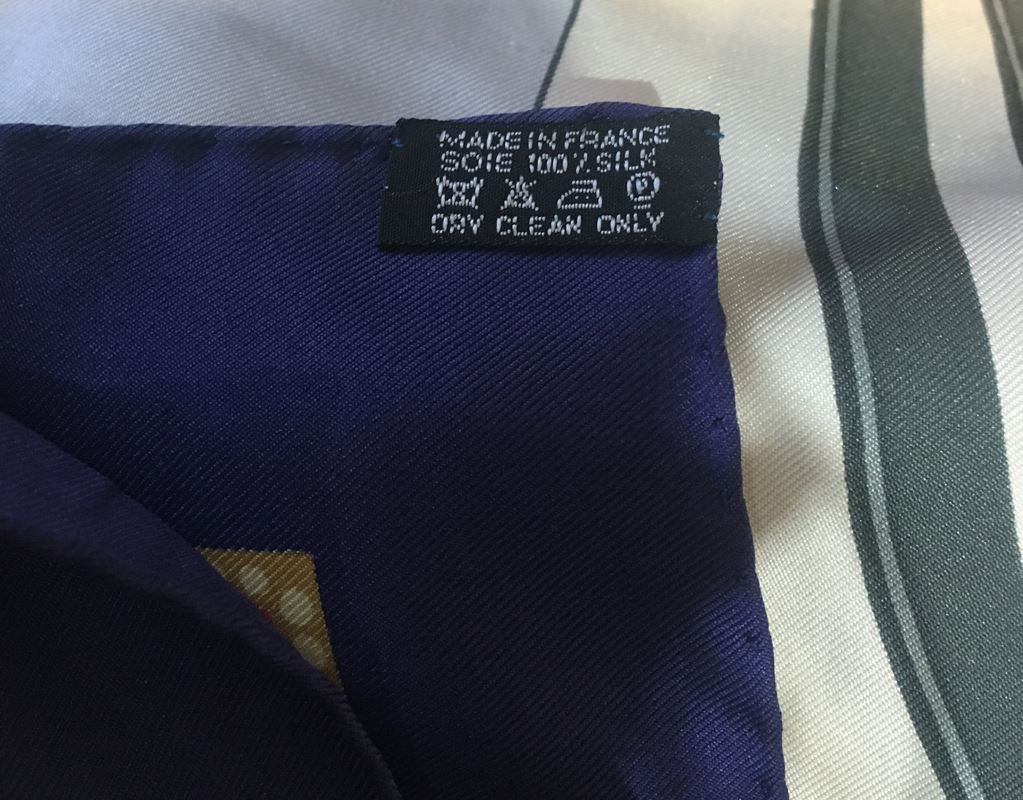 MADE IN FRANCE
SOIE 100% SILK
P
DRY CLEAN ONLY